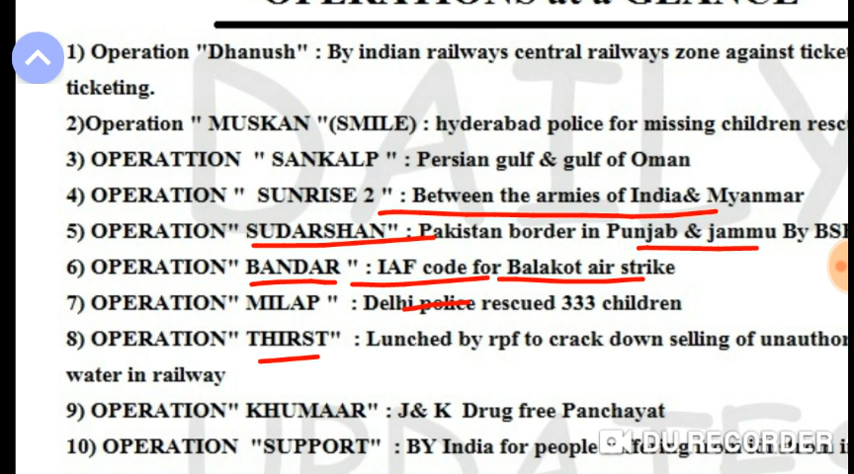 OPERATIONS at a GLANCE
1) Operation "Dhanush" : By indian railways central railways zone against ticke
ticketing.
2)Operation " MUSKAN "(SMILE) : hyderabad police for missing children resc
3) OPERATTION " SANKALP " : Persian gulf & gulf of Oman
4) OPERATION " SUNRISE 2 " : Between the armies of India& Myanmar
5) OPERATION " SUDARSHAN" : Pakistan border in Punjab & jammu By BSF
6) OPERATION" BANDAR " : IAF code for Balakot air strike
7) OPERATION" MILAP " : Delhi police rescued 333 children
8) OPERATION" THIRST" : Lunched by rpf to crack down selling of unauthor
water in railway
9) OPERATION" KHUMAAR" : J& K Drug free Panchayat
10) OPERATION "SUPPORT" : BY India for people
DU RECORDER
DAILY
UPDATES